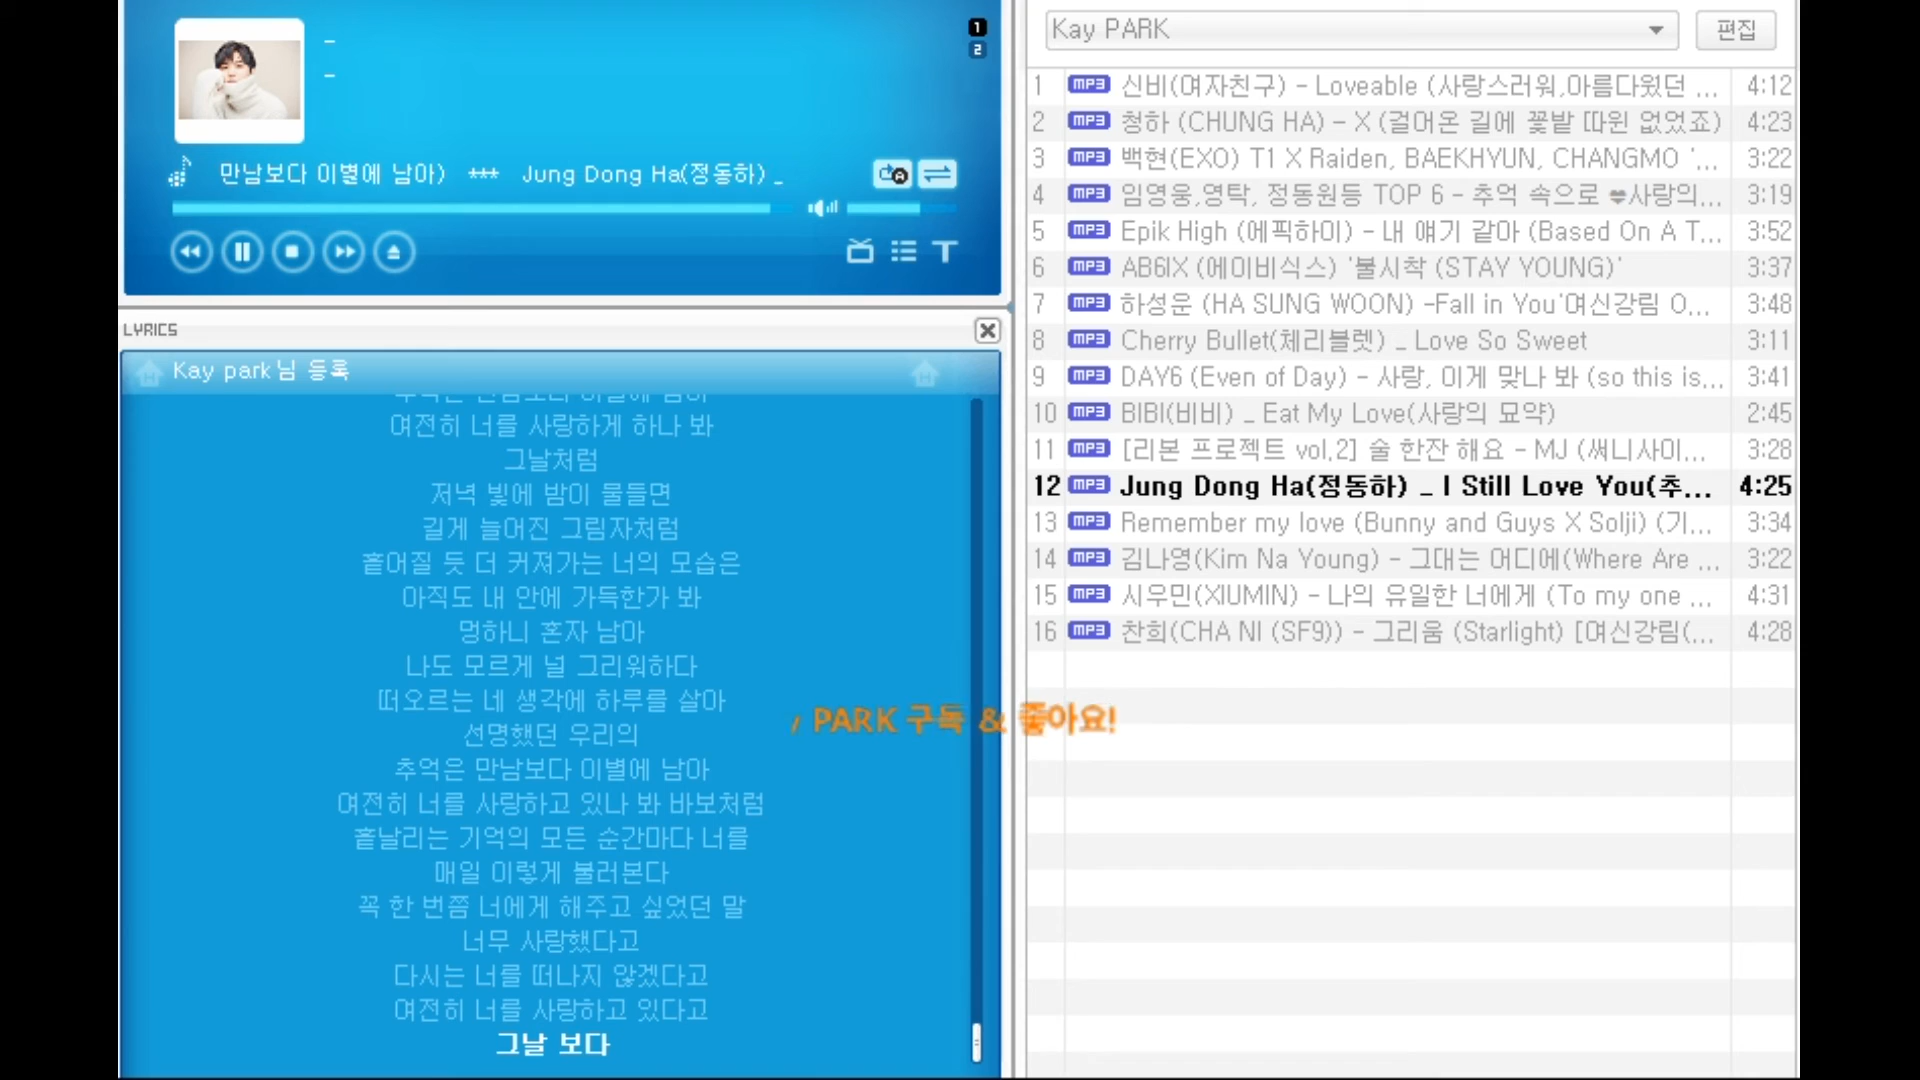 –
–
1
2
만남보다 이별에 남아) *** Jung Dong Ha(정동하) _
A
T
LYRICS
Kay park님 등록
추억은 만남보다 이별에 남아
여전히 너를 사랑하게 하나 봐
그날처럼
저녁 빛에 밤이 물들면
길게 늘어진 그림자처럼
흩어질 듯 더 커져가는 너의 모습은
아직도 내 안에 가득한가 봐
멍하니 혼자 남아
나도 모르게 널 그리워하다
떠오르는 네 생각에 하루를 살아
선명했던 우리의
추억은 만남보다 이별에 남아
여전히 너를 사랑하고 있나 봐 바보처럼
흩날리는 기억의 모든 순간마다 너를
매일 이렇게 불러본다
꼭 한 번쯤 너에게 해주고 싶었던 말
너무 사랑했다고
다시는 너를 떠나지 않겠다고
여전히 너를 사랑하고 있다고
그날 보다
y PARK 구독 & 좋아요!
Kay PARK
편집
1 MP3 신비(여자친구) – Loveable (사랑스러워,아름다웠던 ... 4:12
2 MP3 청하 (CHUNG HA) – X (걸어온 길에 꽃밭 따윈 없었죠) 4:23
3 MP3 백현(EXO) T1 X Raiden, BAEKHYUN, CHANGMO '... 3:22
4 MP3 임영웅,영탁, 정동원등 TOP 6 – 추억 속으로 ❤사랑의... 3:19
5 MP3 Epik High (에픽하이) – 내 얘기 같아 (Based On A T... 3:52
6 MP3 AB6IX (에이비식스) '불시착 (STAY YOUNG)' 3:37
7 MP3 하성운 (HA SUNG WOON) –Fall in You'여신강림 O... 3:48
8 MP3 Cherry Bullet(체리블렛) _ Love So Sweet 3:11
9 MP3 DAY6 (Even of Day) – 사랑, 이게 맞나 봐 (so this is... 3:41
10 MP3 BIBI(비비) _ Eat My Love(사랑의 묘약) 2:45
11 MP3 [리본 프로젝트 vol.2] 술 한잔 해요 – MJ (써니사이... 3:28
12 MP3 Jung Dong Ha(정동하) _ I Still Love You(추... 4:25
13 MP3 Remember my love (Bunny and Guys X Solji) (기... 3:34
14 MP3 김나영(Kim Na Young) – 그대는 어디에(Where Are ... 3:22
15 MP3 시우민(XIUMIN) – 나의 유일한 너에게 (To my one ... 4:31
16 MP3 찬희(CHA NI (SF9)) – 그리움 (Starlight) [여신강림(... 4:28